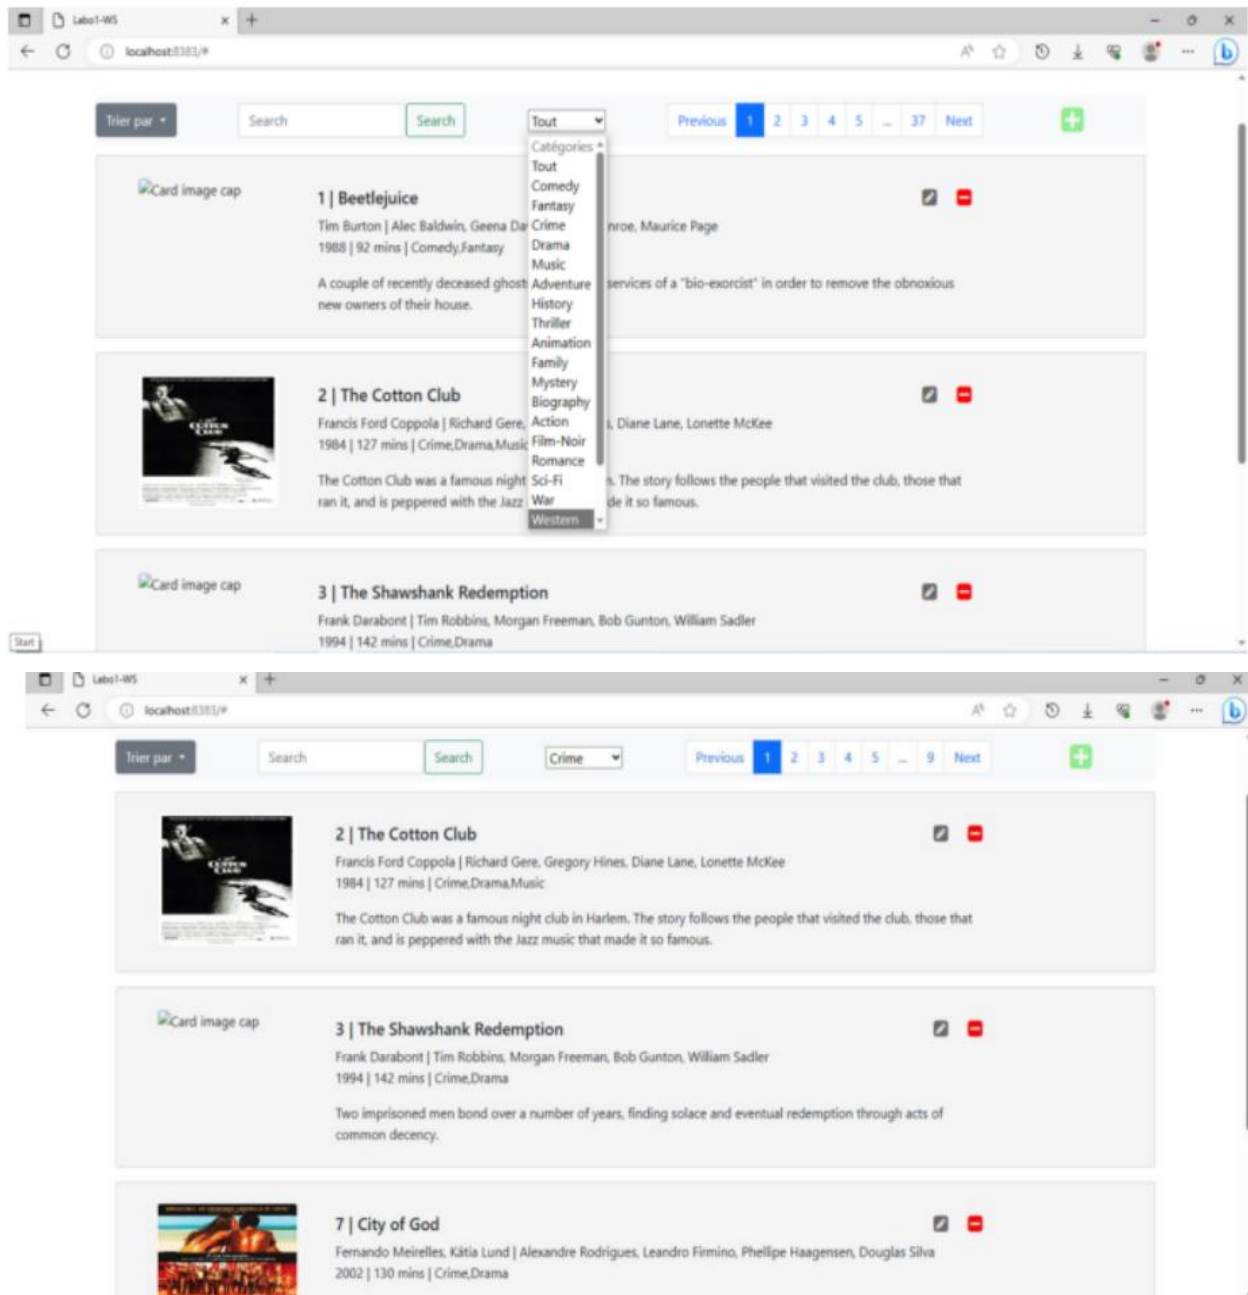 Labo1-WS
localhost:8383/#
Trier par Search Search Tout Previous 1 2 3 4 5 ... 37 Next
Catégories
Tout
Comedy
Fantasy
Crime
Drama
Music
Adventure
History
Thriller
Animation
Family
Mystery
Biography
Action
Film-Noir
Romance
Sci-Fi
War
Western
Card image cap
1 | Beetlejuice
Tim Burton | Alec Baldwin, Geena Da nroe, Maurice Page
1988 | 92 mins | Comedy,Fantasy
A couple of recently deceased ghost services of a "bio-exorcist" in order to remove the obnoxious
new owners of their house.
2 | The Cotton Club
Francis Ford Coppola | Richard Gere, s, Diane Lane, Lonette McKee
1984 | 127 mins | Crime,Drama,Music
The Cotton Club was a famous night . The story follows the people that visited the club, those that
ran it, and is peppered with the Jazz de it so famous.
Card image cap
3 | The Shawshank Redemption
Frank Darabont | Tim Robbins, Morgan Freeman, Bob Gunton, William Sadler
1994 | 142 mins | Crime,Drama
Start
Labo1-WS
localhost:8383/#
Trier par Search Search Crime Previous 1 2 3 4 5 ... 9 Next
COTTON
CLUB
2 | The Cotton Club
Francis Ford Coppola | Richard Gere, Gregory Hines, Diane Lane, Lonette McKee
1984 | 127 mins | Crime,Drama,Music
The Cotton Club was a famous night club in Harlem. The story follows the people that visited the club, those that
ran it, and is peppered with the Jazz music that made it so famous.
Card image cap
3 | The Shawshank Redemption
Frank Darabont | Tim Robbins, Morgan Freeman, Bob Gunton, William Sadler
1994 | 142 mins | Crime,Drama
Two imprisoned men bond over a number of years, finding solace and eventual redemption through acts of
common decency.
7 | City of God
Fernando Meirelles, Kátia Lund | Alexandre Rodrigues, Leandro Firmino, Phellipe Haagensen, Douglas Silva
2002 | 130 mins | Crime,Drama